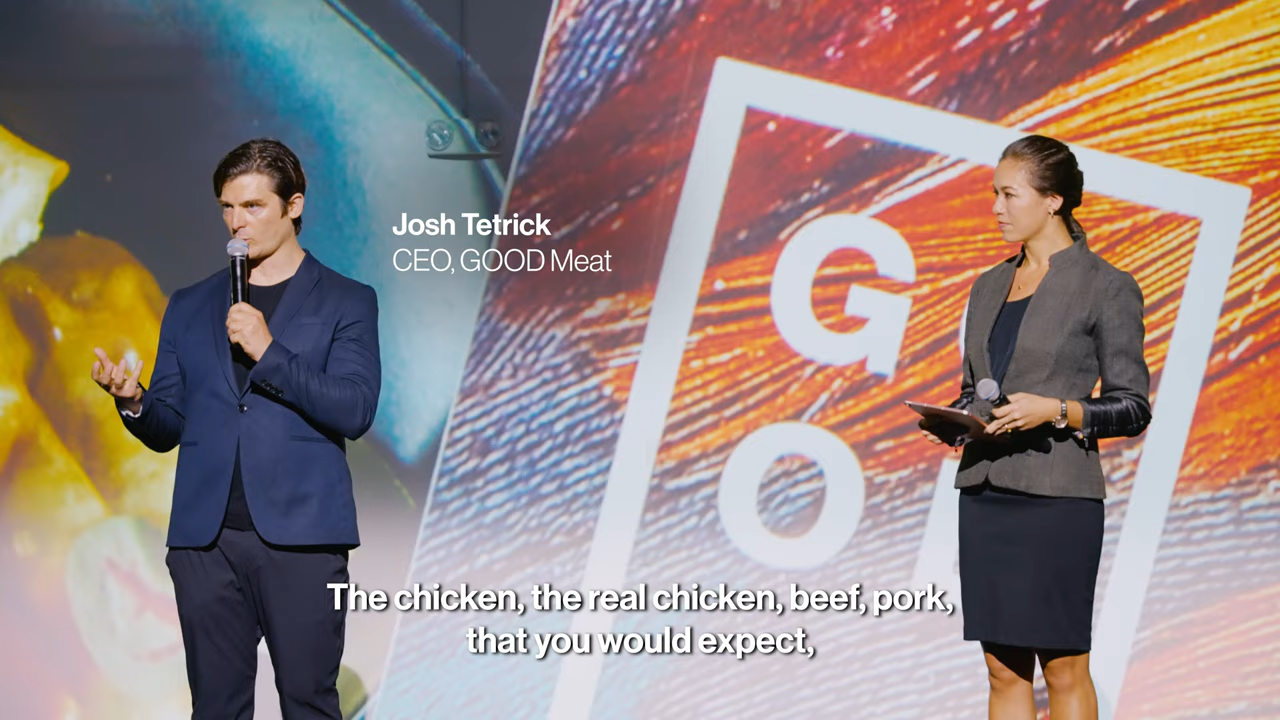 Josh Tetrick
CEO, GOOD Meat
G
O
The chicken, the real chicken, beef, pork,
that you would expect,